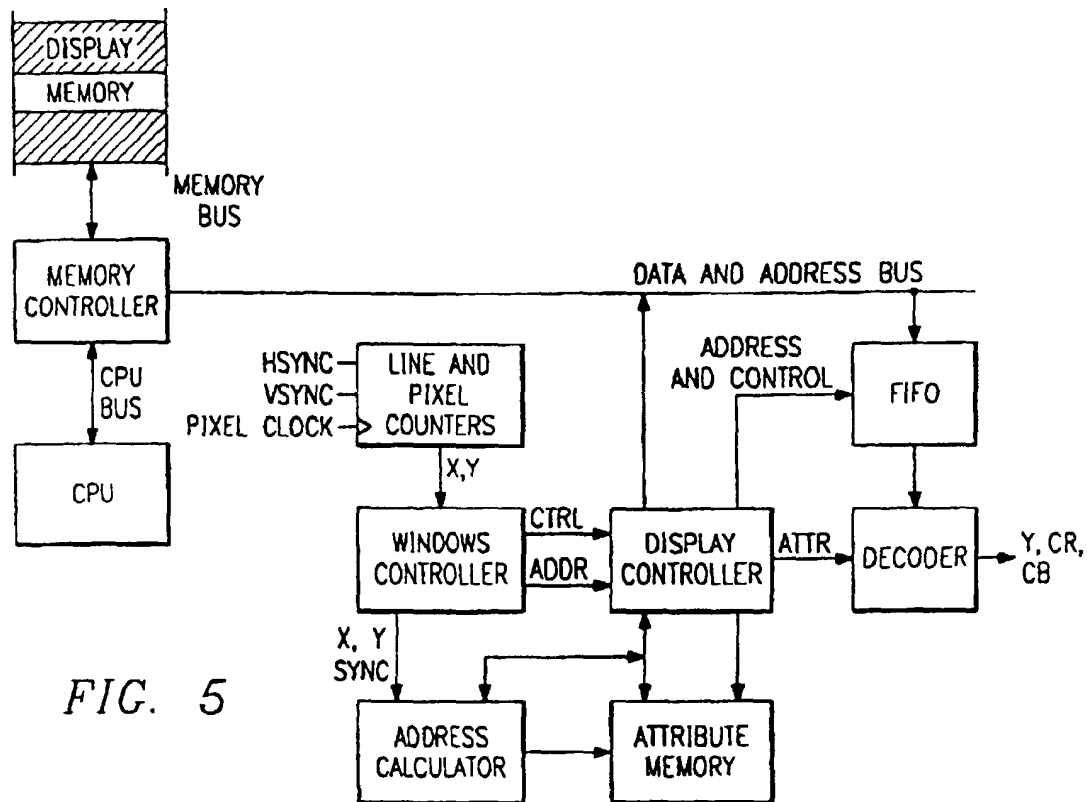 DISPLAY
MEMORY
MEMORY
BUS
MEMORY
CONTROLLER
DATA AND ADDRESS BUS
CPU
BUS
CPU
HSYNC
VSYNC
PIXEL CLOCK
LINE AND
PIXEL
COUNTERS
ADDRESS
AND CONTROL
FIFO
X,Y
WINDOWS
CONTROLLER
CTRL
ADDR
DISPLAY
CONTROLLER
ATTR
DECODER
Y, CR,
CB
X, Y
SYNC
ADDRESS
CALCULATOR
ATTRIBUTE
MEMORY
FIG. 5